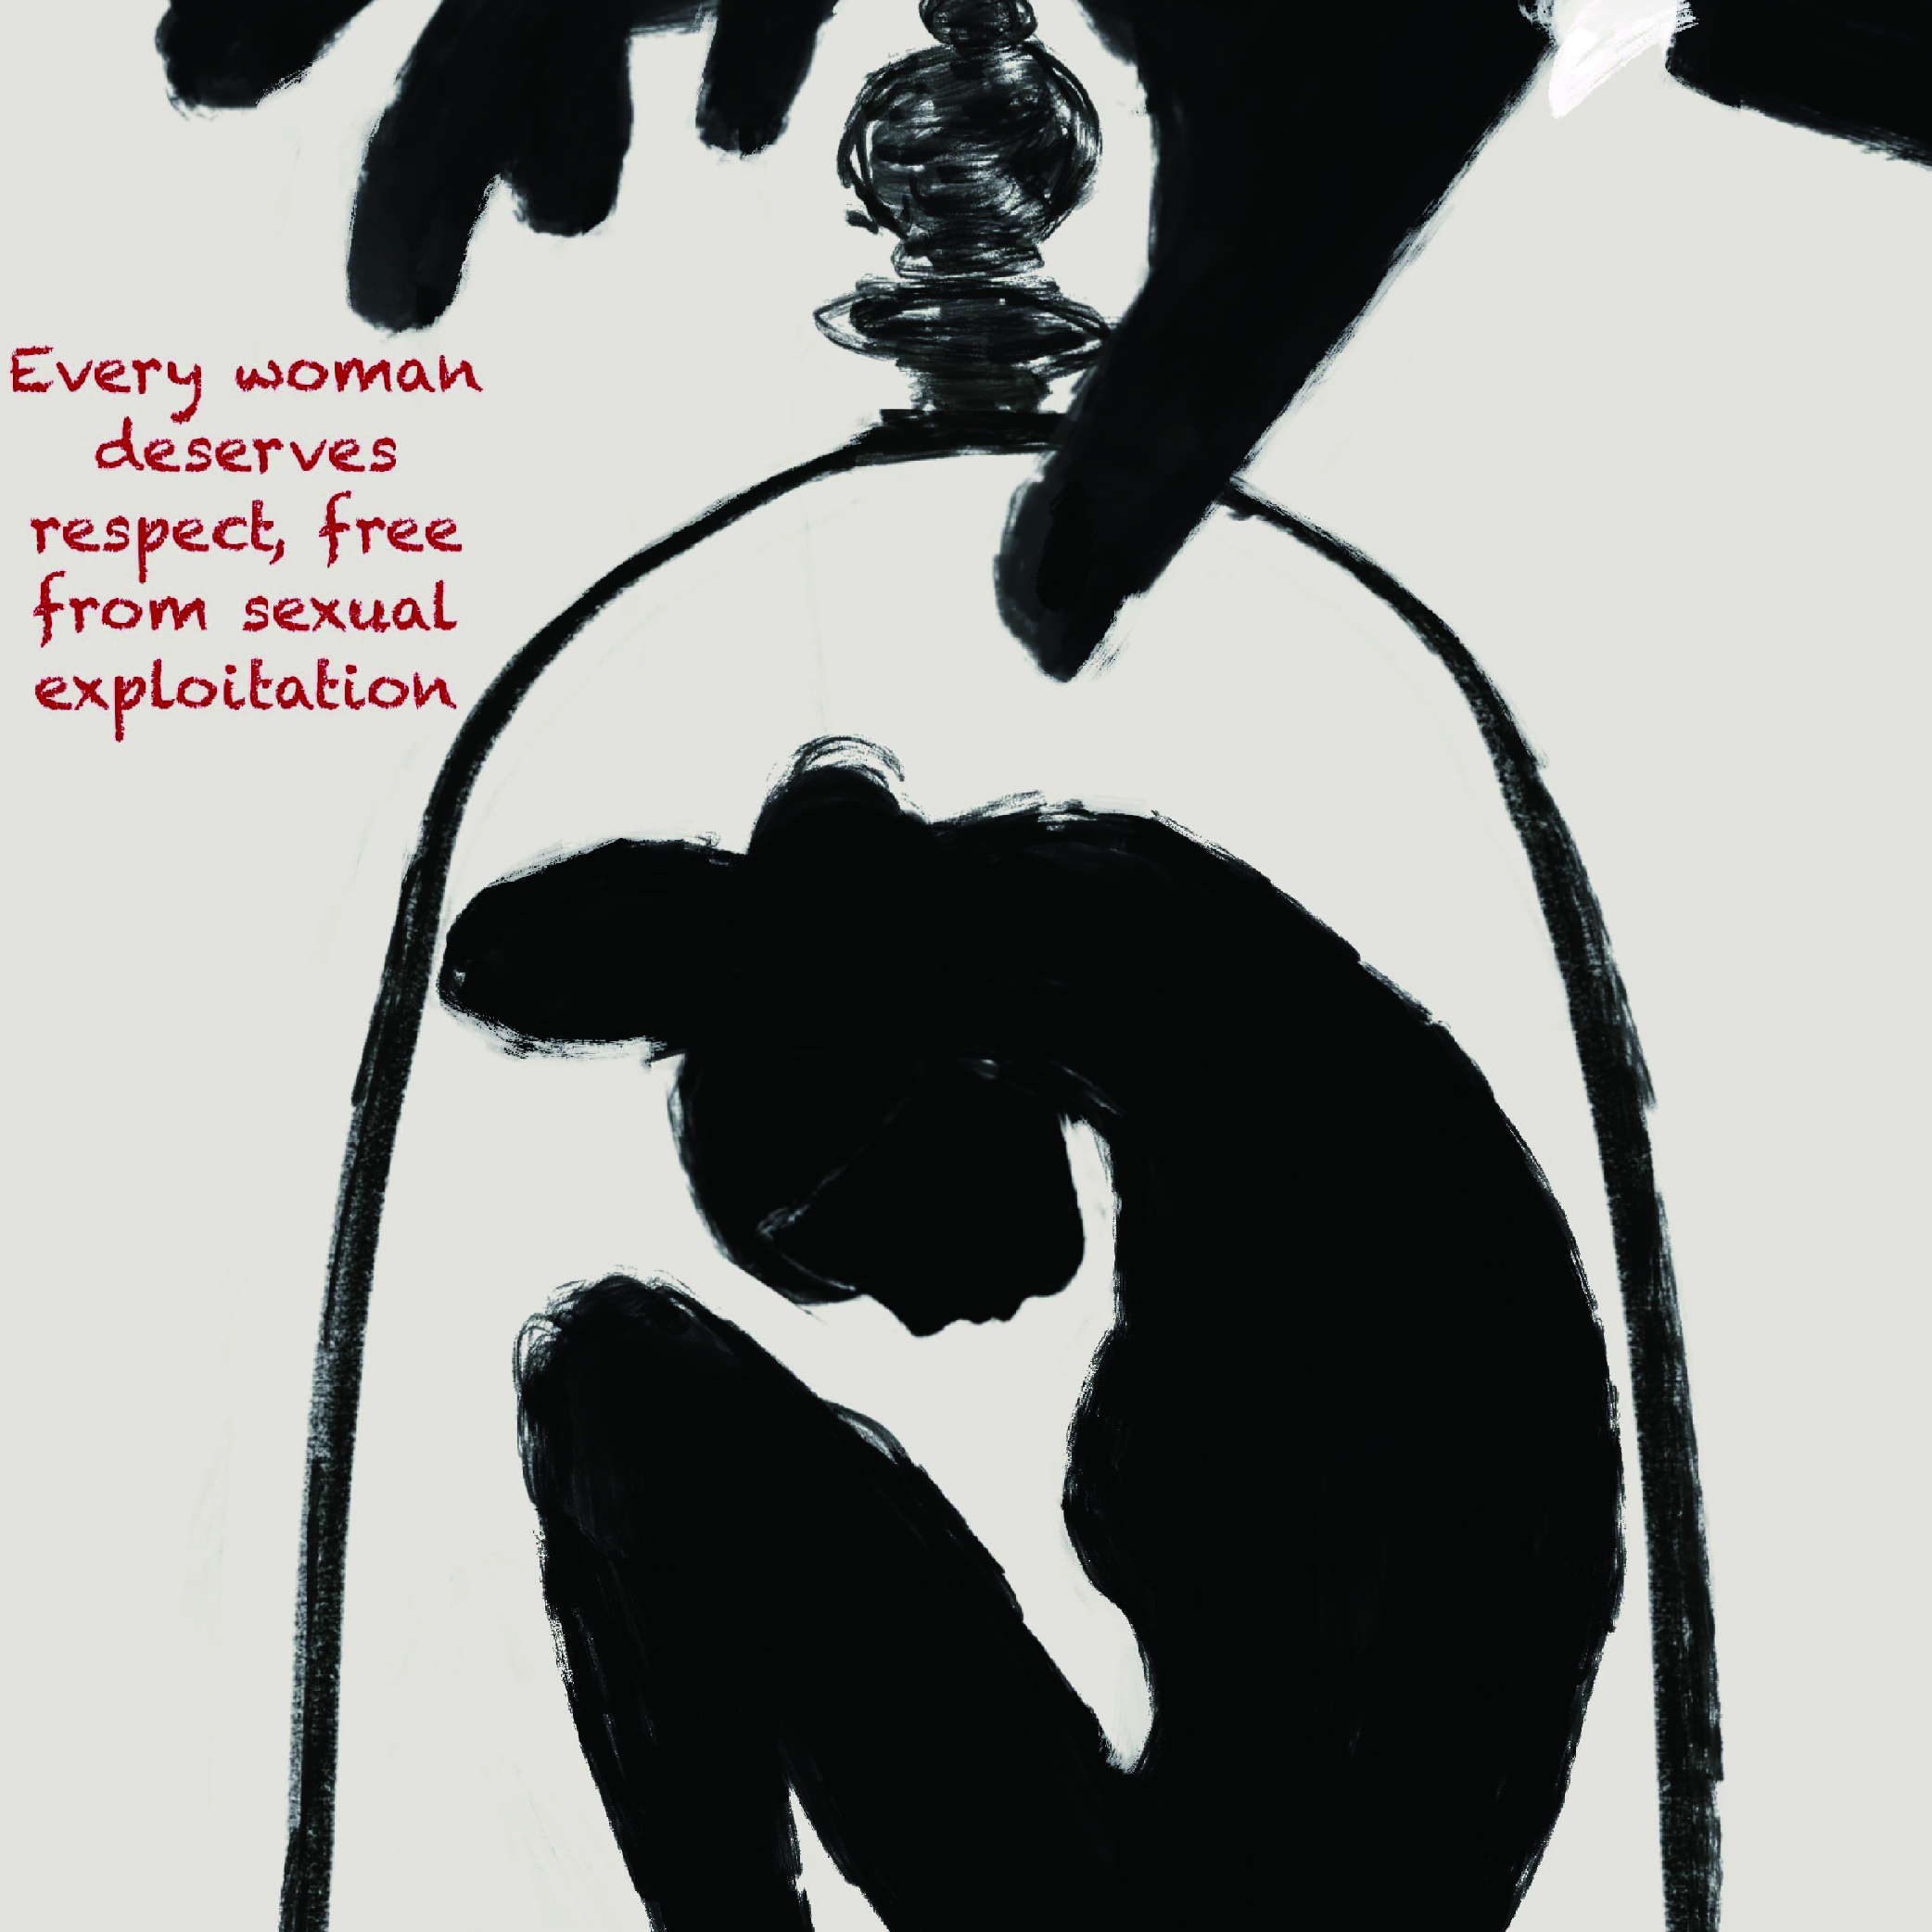 Every woman
deserves
respect, free
from sexual
exploitation